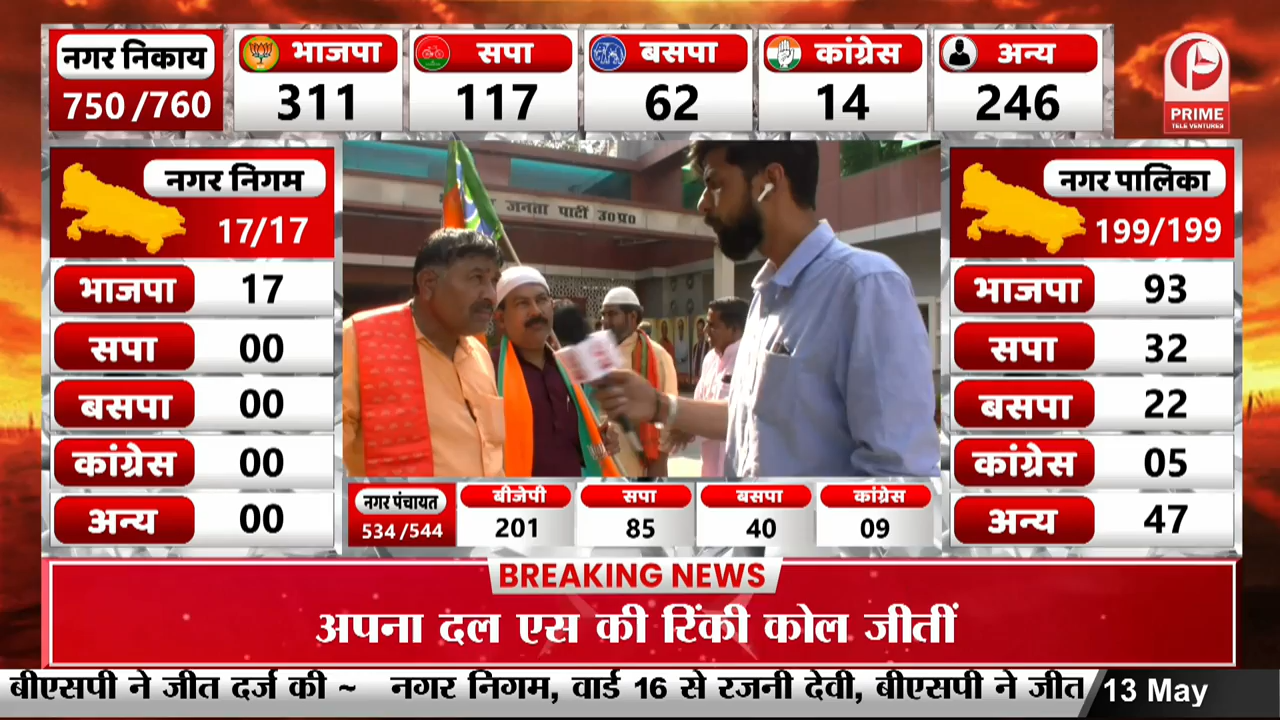 नगर निकाय
750/760
भाजपा
311
सपा
117
बसपा
62
कांग्रेस
14
अन्य
246
PRIME
TELE VENTURES
नगर निगम
17/17
भाजपा 17
सपा 00
बसपा 00
कांग्रेस 00
अन्य 00
जनता पार्टी उ०प्र०
नगर पालिका
199/199
भाजपा 93
सपा 32
बसपा 22
कांग्रेस 05
अन्य 47
नगर पंचायत
534/544
बीजेपी
201
सपा
85
बसपा
40
कांग्रेस
09
BREAKING NEWS
अपना दल एस की रिंकी कोल जीतीं
बीएसपी ने जीत दर्ज की ~ नगर निगम, वार्ड 16 से रजनी देवी, बीएसपी ने जीत
13 May